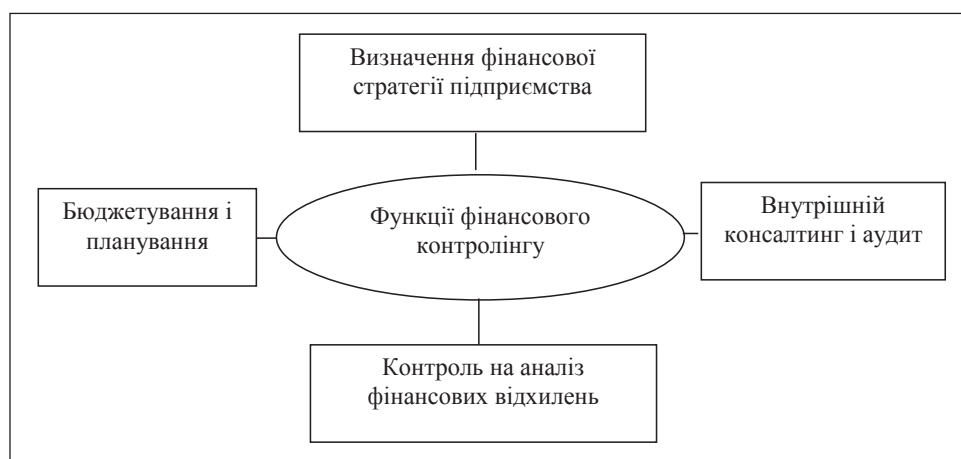 Визначення фінансової
стратегії підприємства
Бюджетування і
планування
Функції фінансового
контролінгу
Внутрішній
консалтинг і аудит
Контроль на аналіз
фінансових відхилень